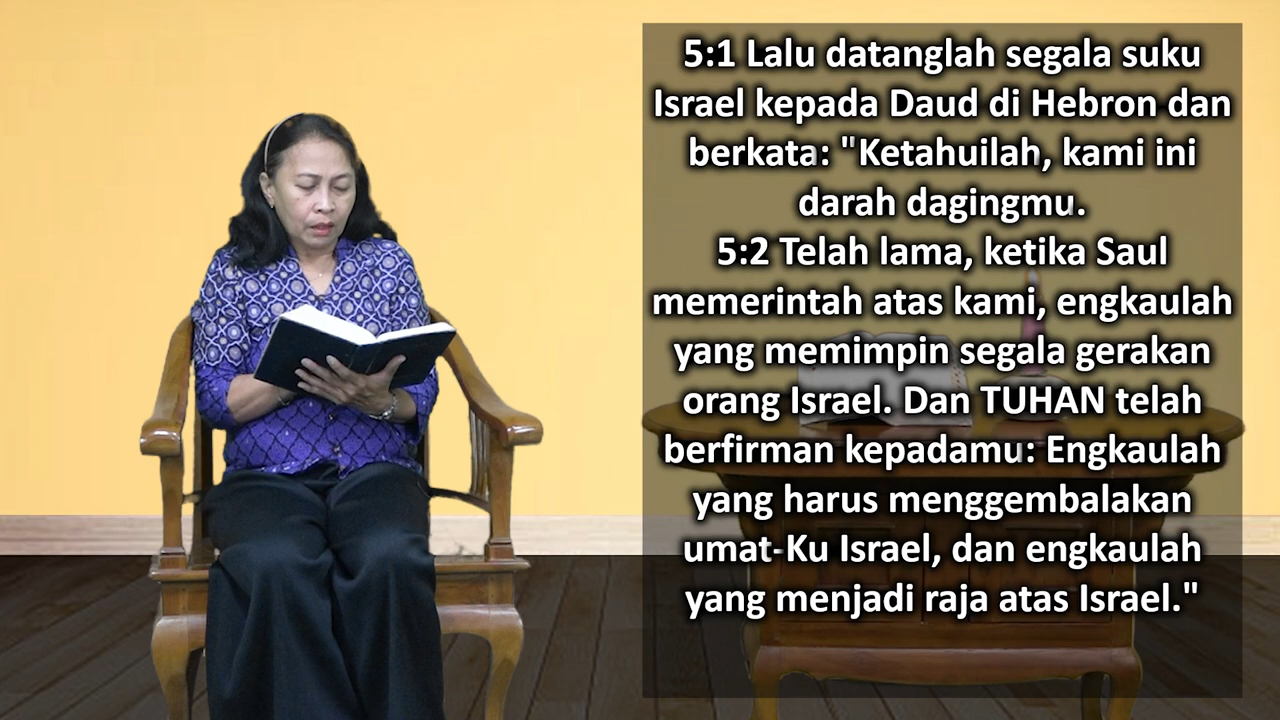 5:1 Lalu datanglah segala suku
Israel kepada Daud di Hebron dan
berkata: "Ketahuilah, kami ini
darah dagingmu.
5:2 Telah lama, ketika Saul
memerintah atas kami, engkaulah
yang memimpin segala gerakan
orang Israel. Dan TUHAN telah
berfirman kepadamu: Engkaulah
yang harus menggembalakan
umat-Ku Israel, dan engkaulah
yang menjadi raja atas Israel."